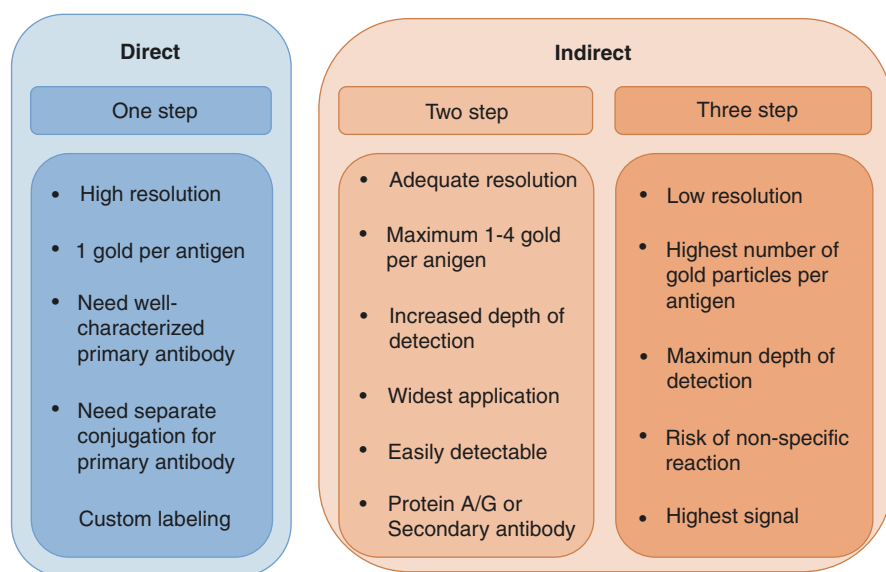 Direct
One step
• High resolution
• 1 gold per antigen
• Need well-
characterized
primary antibody
• Need separate
conjugation for
primary antibody
Custom labeling
Indirect
Two step
• Adequate resolution
• Maximum 1-4 gold
per anigen
• Increased depth of
detection
• Widest application
• Easily detectable
• Protein A/G or
Secondary antibody
Three step
• Low resolution
• Highest number of
gold particles per
antigen
• Maximun depth of
detection
• Risk of non-specific
reaction
• Highest signal